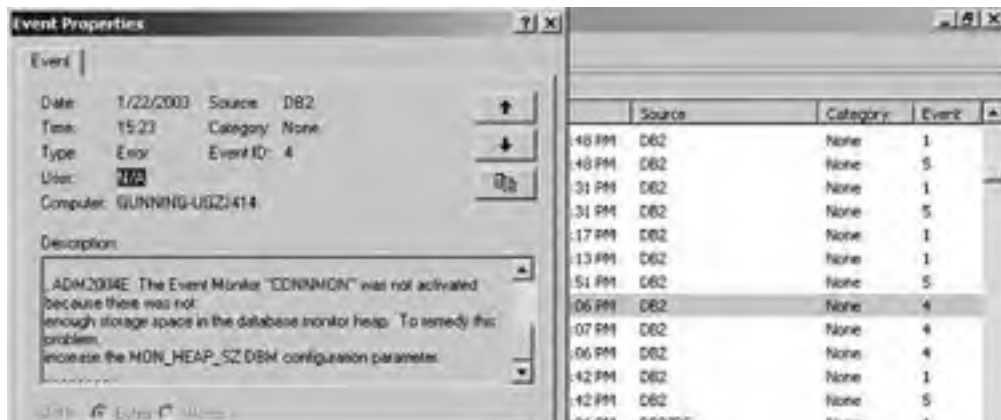 Event Properties
Event
Date: 1/22/2003 Source: DB2
Time: 15:23 Category: None
Type: Error Event ID: 4
User: N/A
Computer:
Description:
ADM2004E The Event Monitor "CONNMON" was not activated
because there was not
enough storage space in the database monitor heap. To remedy this
problem,
increase the MON_HEAP_SZ DBM configuration parameter.
Source Category Event
:48 PM DB2 None 1
:48 PM DB2 None 5
:31 PM DB2 None 1
:31 PM DB2 None 5
:17 PM DB2 None 1
:13 PM DB2 None 1
:51 PM DB2 None 5
:06 PM DB2 None 4
:07 PM DB2 None 4
:06 PM DB2 None 4
:42 PM DB2 None 1
:42 PM DB2 None 5